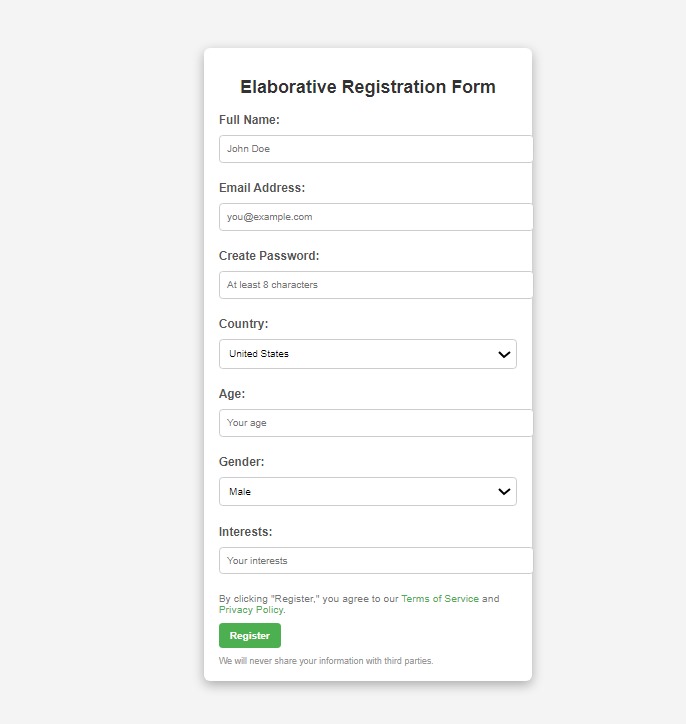 Elaborative Registration Form
Full Name:
John Doe
Email Address:
you@example.com
Create Password:
At least 8 characters
Country:
United States
Age:
Your age
Gender:
Male
Interests:
Your interests
By clicking "Register," you agree to our Terms of Service and
Privacy Policy.
Register
We will never share your information with third parties.